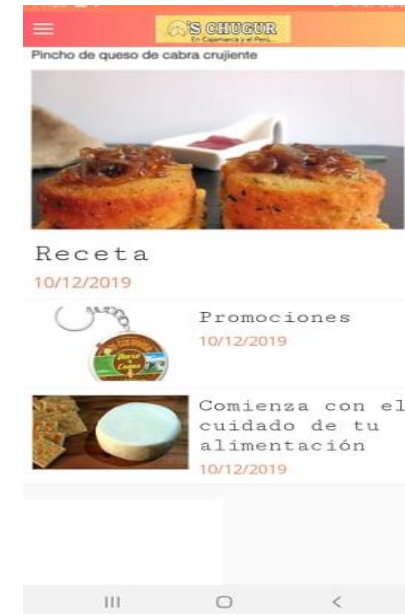 'S CHUGUR
En Cajamarca y el Perú...
Pincho de queso de cabra crujiente
Receta
10/12/2019
Promociones
10/12/2019
Comienza con el
cuidado de tu
alimentación
10/12/2019